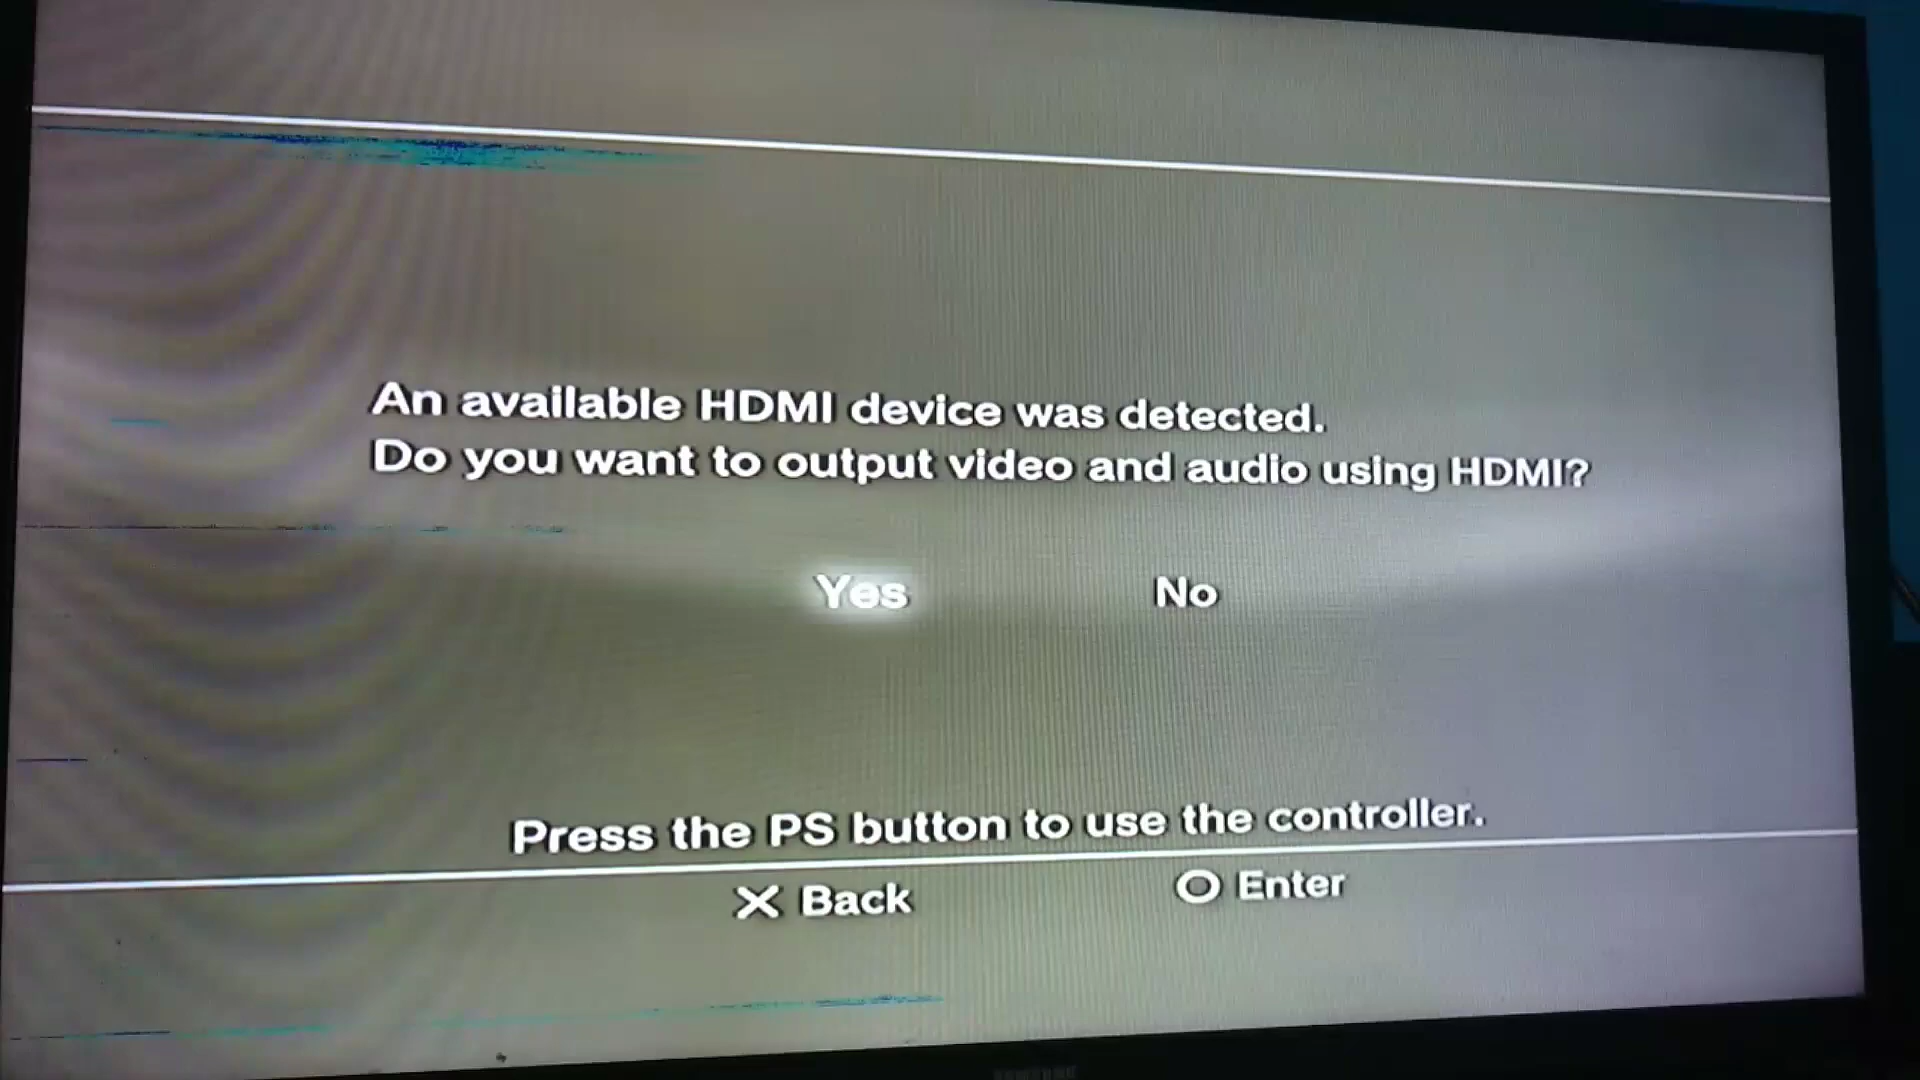 An available HDMI device was detected.
Do you want to output video and audio using HDMI?
Yes No
Press the PS button to use the controller.
X Back O Enter